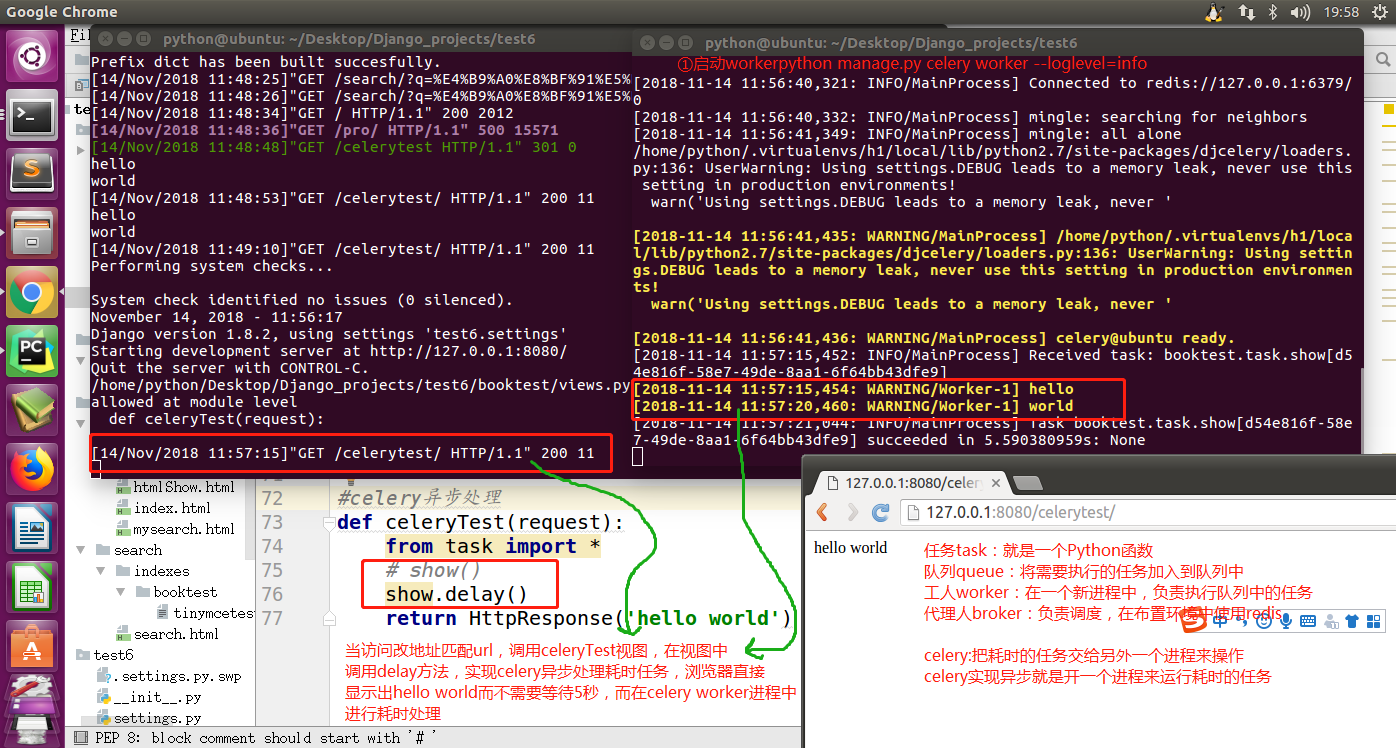 Google Chrome
19:58
python@ubuntu: ~/Desktop/Django_projects/test6
Prefix dict has been built succesfully.
[14/Nov/2018 11:48:25]"GET /search/?q=%E4%B9%A0%E8%BF%91%E5%
[14/Nov/2018 11:48:26]"GET /search/?q=%E4%B9%A0%E8%BF%91%E5%
[14/Nov/2018 11:48:34]"GET / HTTP/1.1" 200 2012
[14/Nov/2018 11:48:36]"GET /pro/ HTTP/1.1" 500 15571
[14/Nov/2018 11:48:48]"GET /celerytest HTTP/1.1" 301 0
hello
world
[14/Nov/2018 11:48:53]"GET /celerytest/ HTTP/1.1" 200 11
hello
world
[14/Nov/2018 11:49:10]"GET /celerytest/ HTTP/1.1" 200 11
Performing system checks...
System check identified no issues (0 silenced).
November 14, 2018 - 11:56:17
Django version 1.8.2, using settings 'test6.settings'
Starting development server at http://127.0.0.1:8080/
Quit the server with CONTROL-C.
/home/python/Desktop/Django_projects/test6/booktest/views.py
allowed at module level
def celeryTest(request):
[14/Nov/2018 11:57:15]"GET /celerytest/ HTTP/1.1" 200 11
python@ubuntu: ~/Desktop/Django_projects/test6
①启动workerpython manage.py celery worker --loglevel=info
[2018-11-14 11:56:40,321: INFO/MainProcess] Connected to redis://127.0.0.1:6379/
0
[2018-11-14 11:56:40,332: INFO/MainProcess] mingle: searching for neighbors
[2018-11-14 11:56:41,349: INFO/MainProcess] mingle: all alone
/home/python/.virtualenvs/h1/local/lib/python2.7/site-packages/djcelery/loaders.
py:136: UserWarning: Using settings.DEBUG leads to a memory leak, never use this
setting in production environments!
warn('Using settings.DEBUG leads to a memory leak, never '
[2018-11-14 11:56:41,435: WARNING/MainProcess] /home/python/.virtualenvs/h1/loca
l/lib/python2.7/site-packages/djcelery/loaders.py:136: UserWarning: Using settin
gs.DEBUG leads to a memory leak, never use this setting in production environmen
ts!
warn('Using settings.DEBUG leads to a memory leak, never '
[2018-11-14 11:56:41,436: WARNING/MainProcess] celery@ubuntu ready.
[2018-11-14 11:57:15,452: INFO/MainProcess] Received task: booktest.task.show[d5
4e816f-58e7-49de-8aa1-6f64bb43dfe9]
[2018-11-14 11:57:15,454: WARNING/Worker-1] hello
[2018-11-14 11:57:20,460: WARNING/Worker-1] world
[2018-11-14 11:57:21,044: INFO/MainProcess] Task booktest.task.show[d54e816f-58e
7-49de-8aa1-6f64bb43dfe9] succeeded in 5.590380959s: None
htmlShow.html
index.html
mysearch.html
search
indexes
booktest
tinymcetest
search.html
test6
.settings.py.swp
__init__.py
settings.py
72 #celery异步处理
73 def celeryTest(request):
74 from task import *
75 # show()
76 show.delay()
77 return HttpResponse('hello world')
当访问改地址匹配url，调用celeryTest视图，在视图中
调用delay方法，实现celery异步处理耗时任务，浏览器直接
显示出hello world而不需要等待5秒，而在celery worker进程中
进行耗时处理
PEP 8: block comment should start with '# '
127.0.0.1:8080/celery
127.0.0.1:8080/celerytest/
hello world
任务task：就是一个Python函数
队列queue：将需要执行的任务加入到队列中
工人worker：在一个新进程中，负责执行队列中的任务
代理人broker：负责调度，在布置环境中使用redis
中
celery:把耗时的任务交给另外一个进程来操作
celery实现异步就是开一个进程来运行耗时的任务